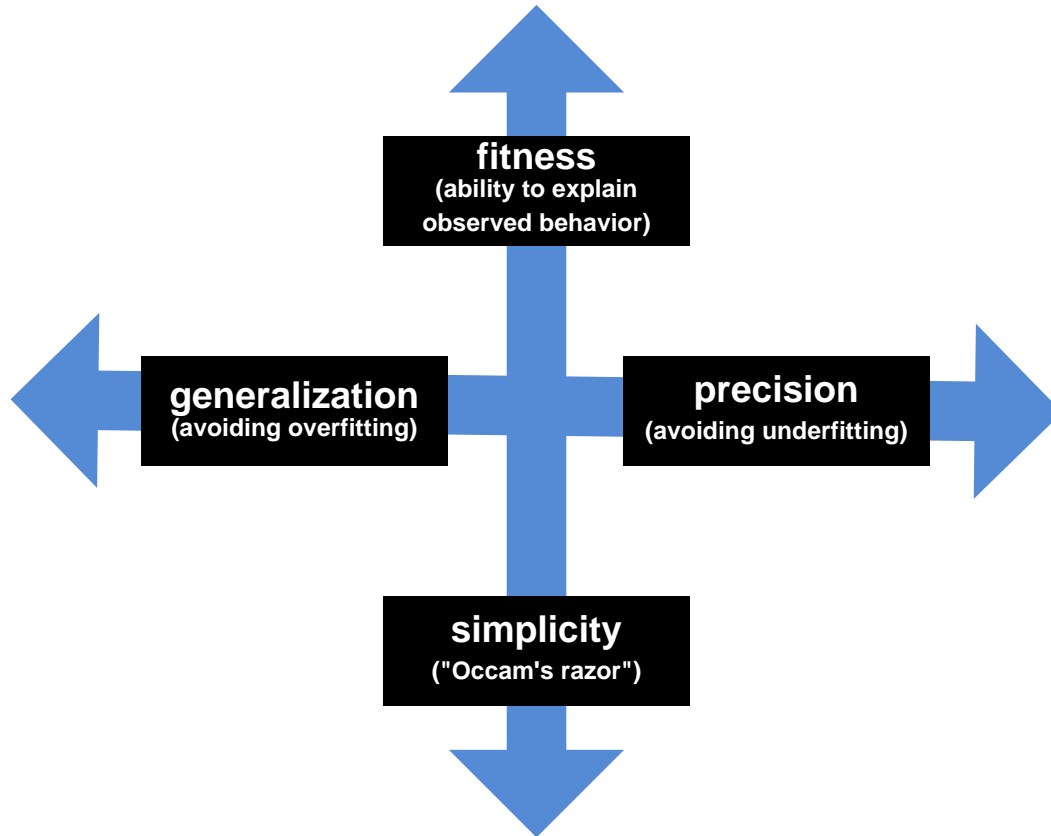 fitness
(ability to explain
observed behavior)
generalization
(avoiding overfitting)
precision
(avoiding underfitting)
simplicity
("Occam's razor")